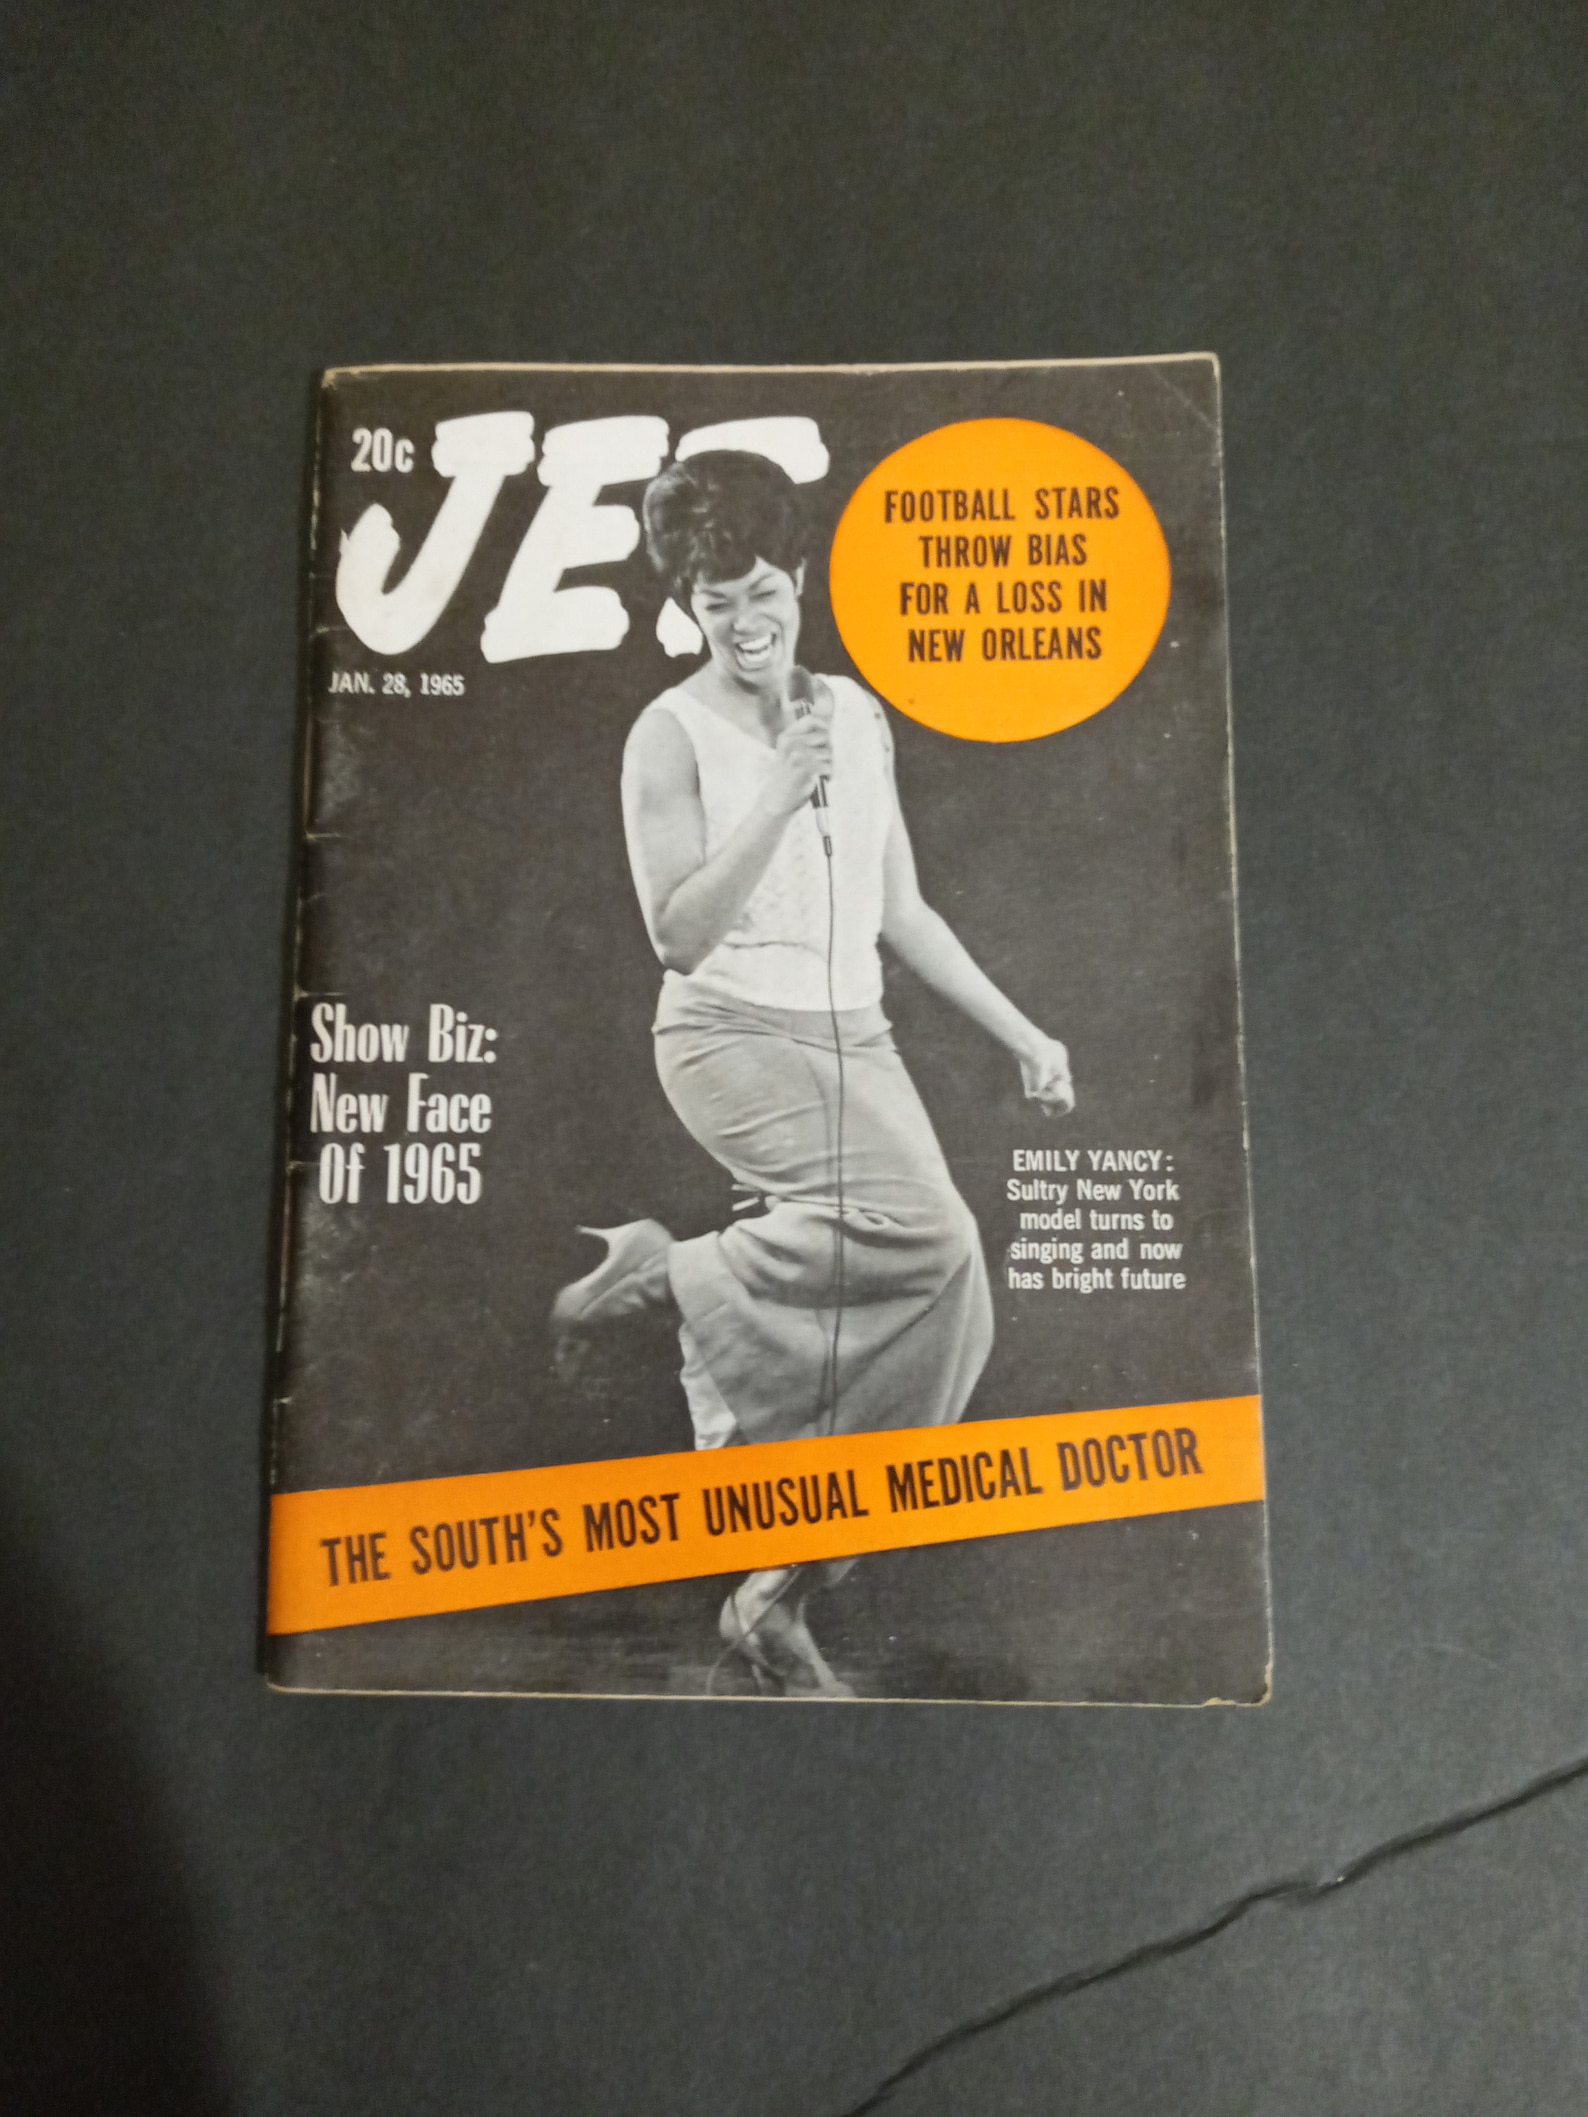 20c
JET
JAN. 28, 1965
FOOTBALL STARS
THROW BIAS
FOR A LOSS IN
NEW ORLEANS
Show Biz:
New Face
Of 1965
EMILY YANCY:
Sultry New York
model turns to
singing and now
has bright future
THE SOUTH'S MOST UNUSUAL MEDICAL DOCTOR